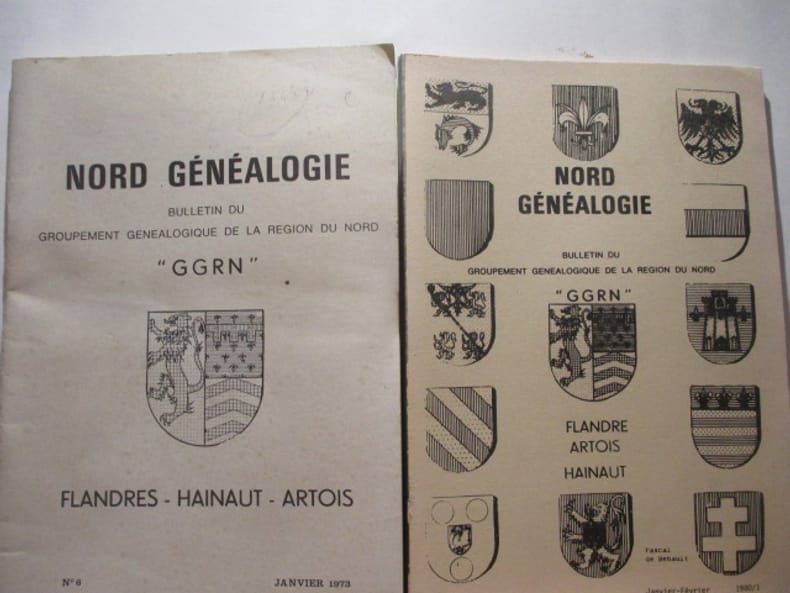 NORD GÉNÉALOGIE
BULLETIN DU
GROUPEMENT GENEALOGIQUE DE LA REGION DU NORD
"GGRN"
FLANDRES - HAINAUT - ARTOIS
N° 6
JANVIER 1973
NORD
GÉNÉALOGIE
BULLETIN DU
GROUPEMENT GENEALOGIQUE DE LA REGION DU NORD
"GGRN"
FLANDRE
ARTOIS
HAINAUT
Pascal
Janvier-Février 1980/1